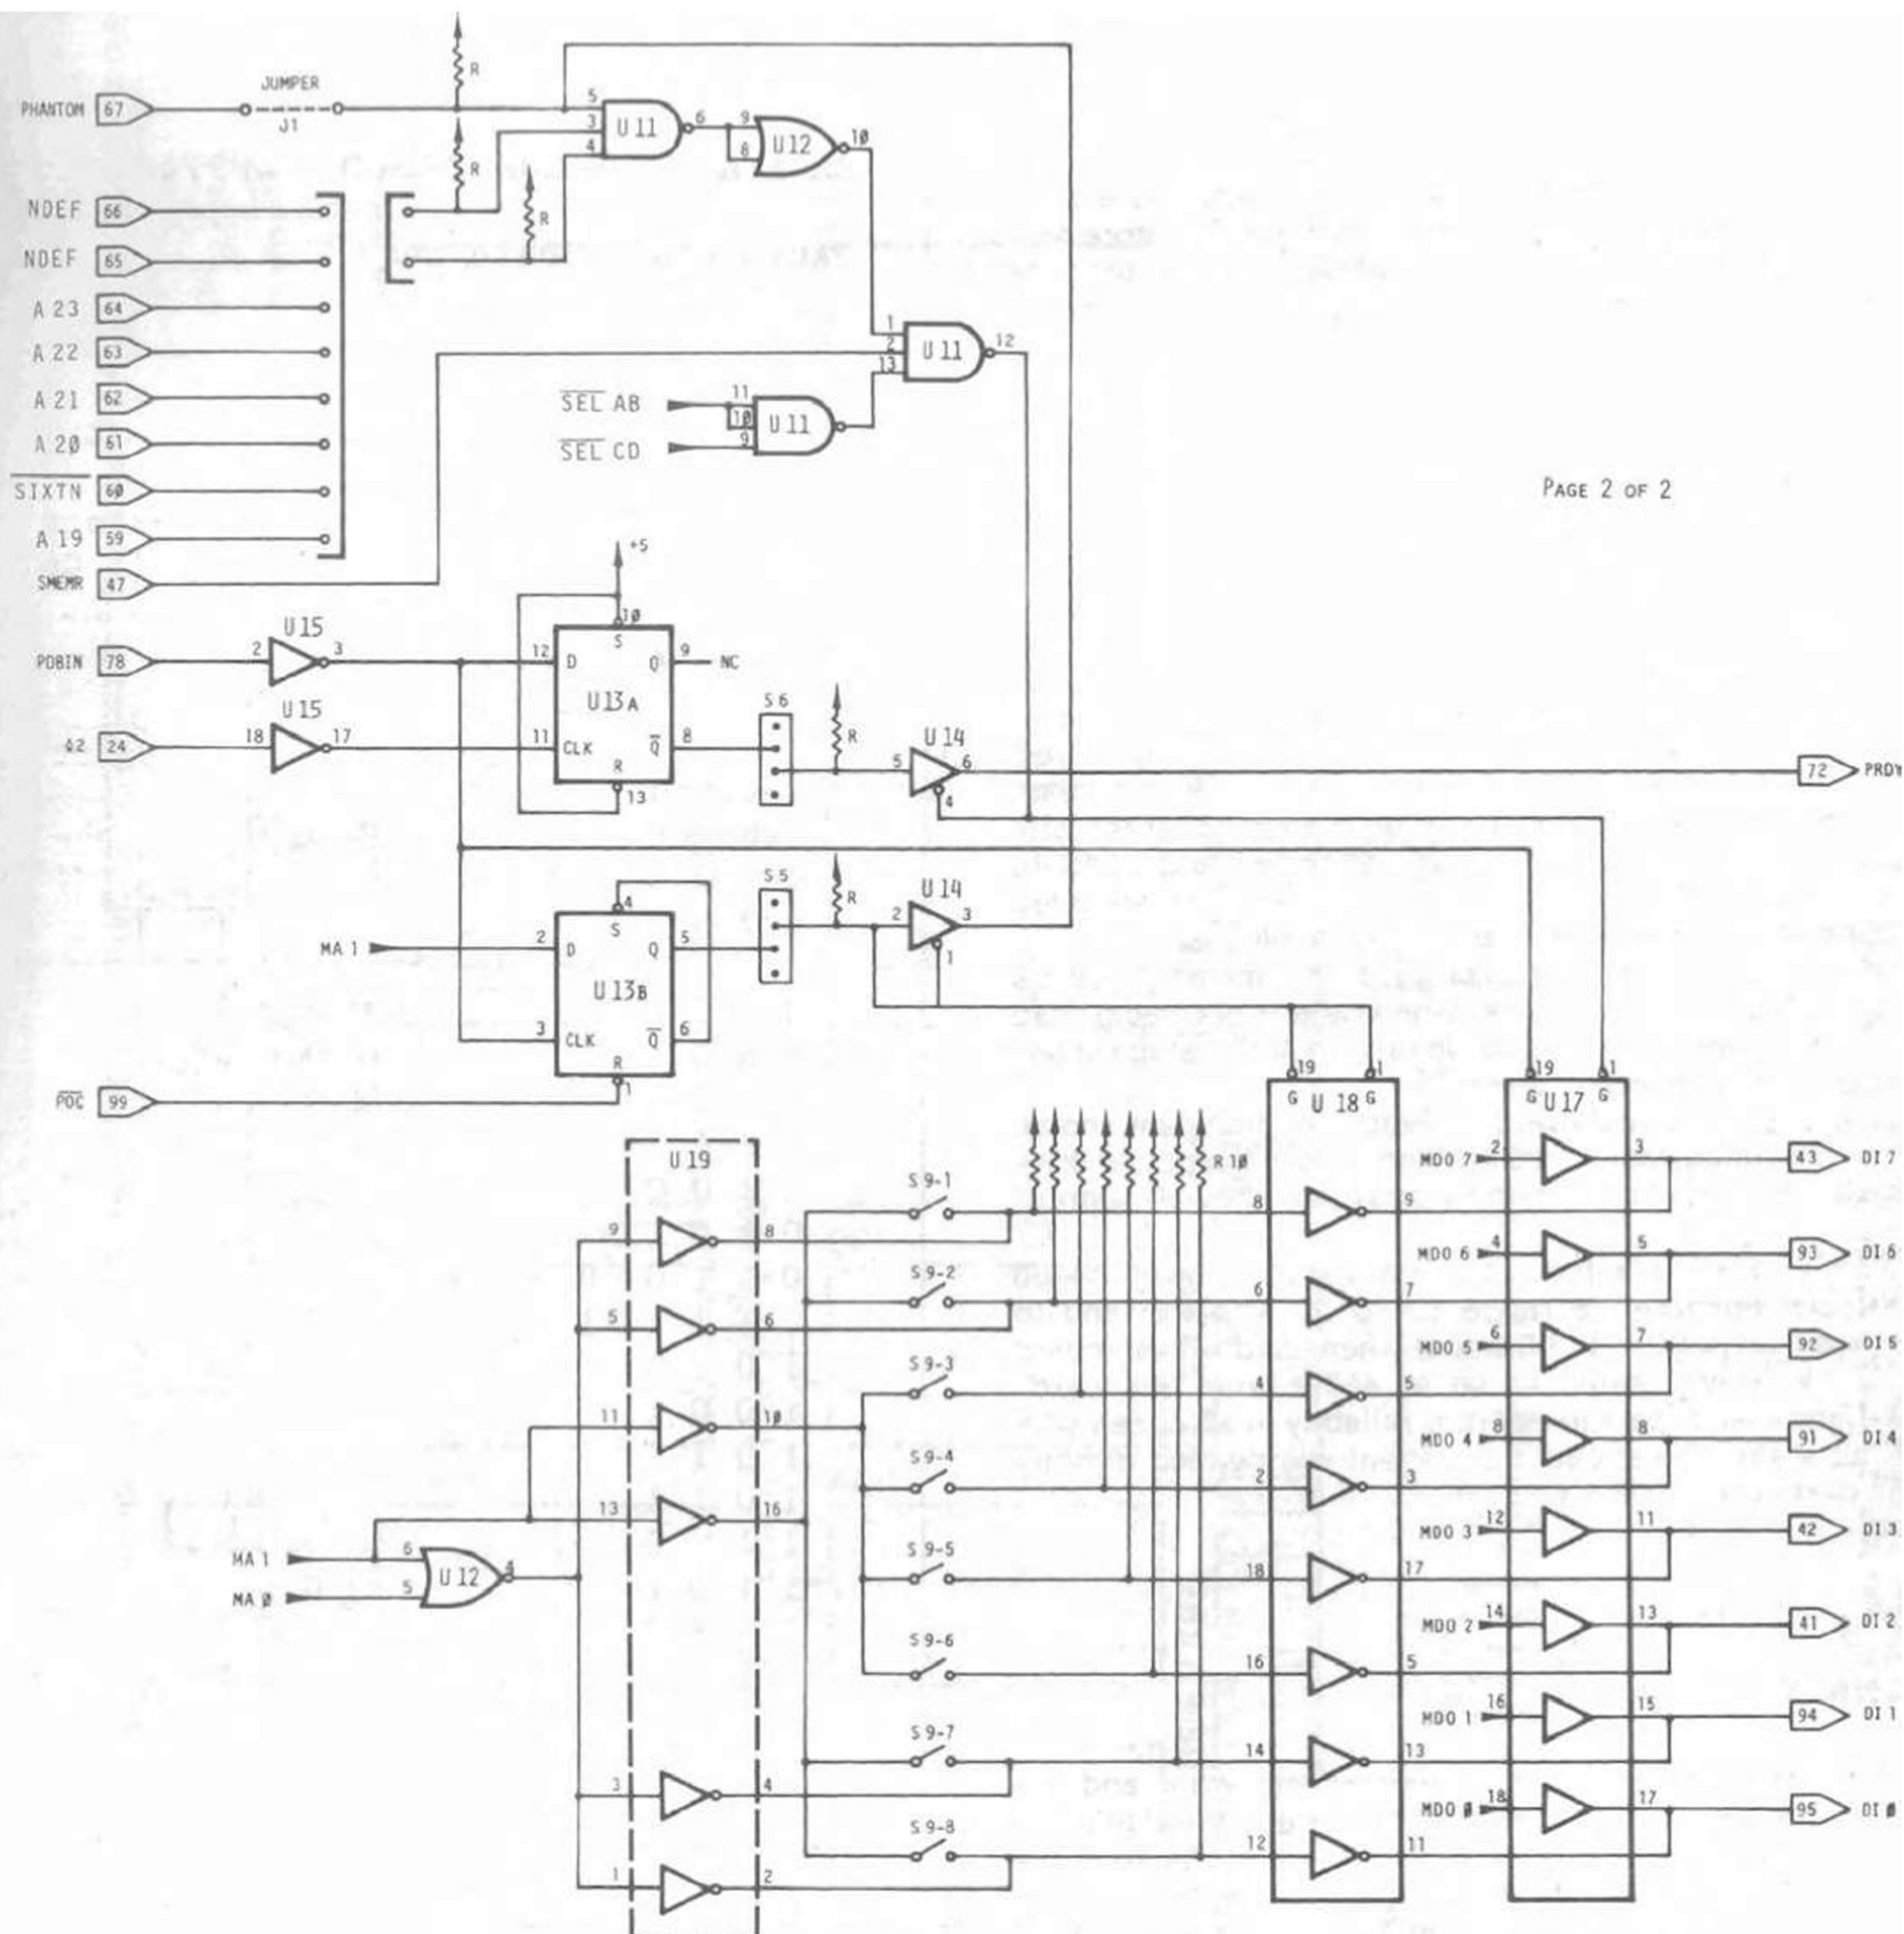 JUMPER
J1
PHANTOM 67
R
R
R
5
3
4
U11
6
9
8
U12
10
NDEF 66
NDEF 65
A 23 64
A 22 63
A 21 62
A 20 61
SIXTN 60
A 19 59
SMEMR 47
1
2
13
U11
12
SEL AB
SEL CD
11
10
9
U11
PAGE 2 OF 2
+5
PDBIN 78
2 U15 3
ϕ2 24
18 U15 17
10
S
12 D
Q 9 NC
U13A
11 CLK
Q 8
R
13
S6
R
5 U14 6
4
72 PRDY
S5
R
2 U14 3
1
4
S
MA 1
2 D
Q 5
U13B
3 CLK
Q 6
R
1
POC 99
U19
9 8
5 6
11 10
13 16
3 4
1 2
MA 1
MA 0
6
5
U12
4
S9-1
S9-2
S9-3
S9-4
S9-5
S9-6
S9-7
S9-8
R10
19 1
G U18 G
8 9
6 7
4 5
2 3
18 17
16 5
14 13
12 11
19 1
G U17 G
MDO 7 2 3 43 DI 7
MDO 6 4 5 93 DI 6
MDO 5 6 7 92 DI 5
MDO 4 8 8 91 DI 4
MDO 3 12 11 42 DI 3
MDO 2 14 13 41 DI 2
MDO 1 16 15 94 DI 1
MDO 0 18 17 95 DI 0